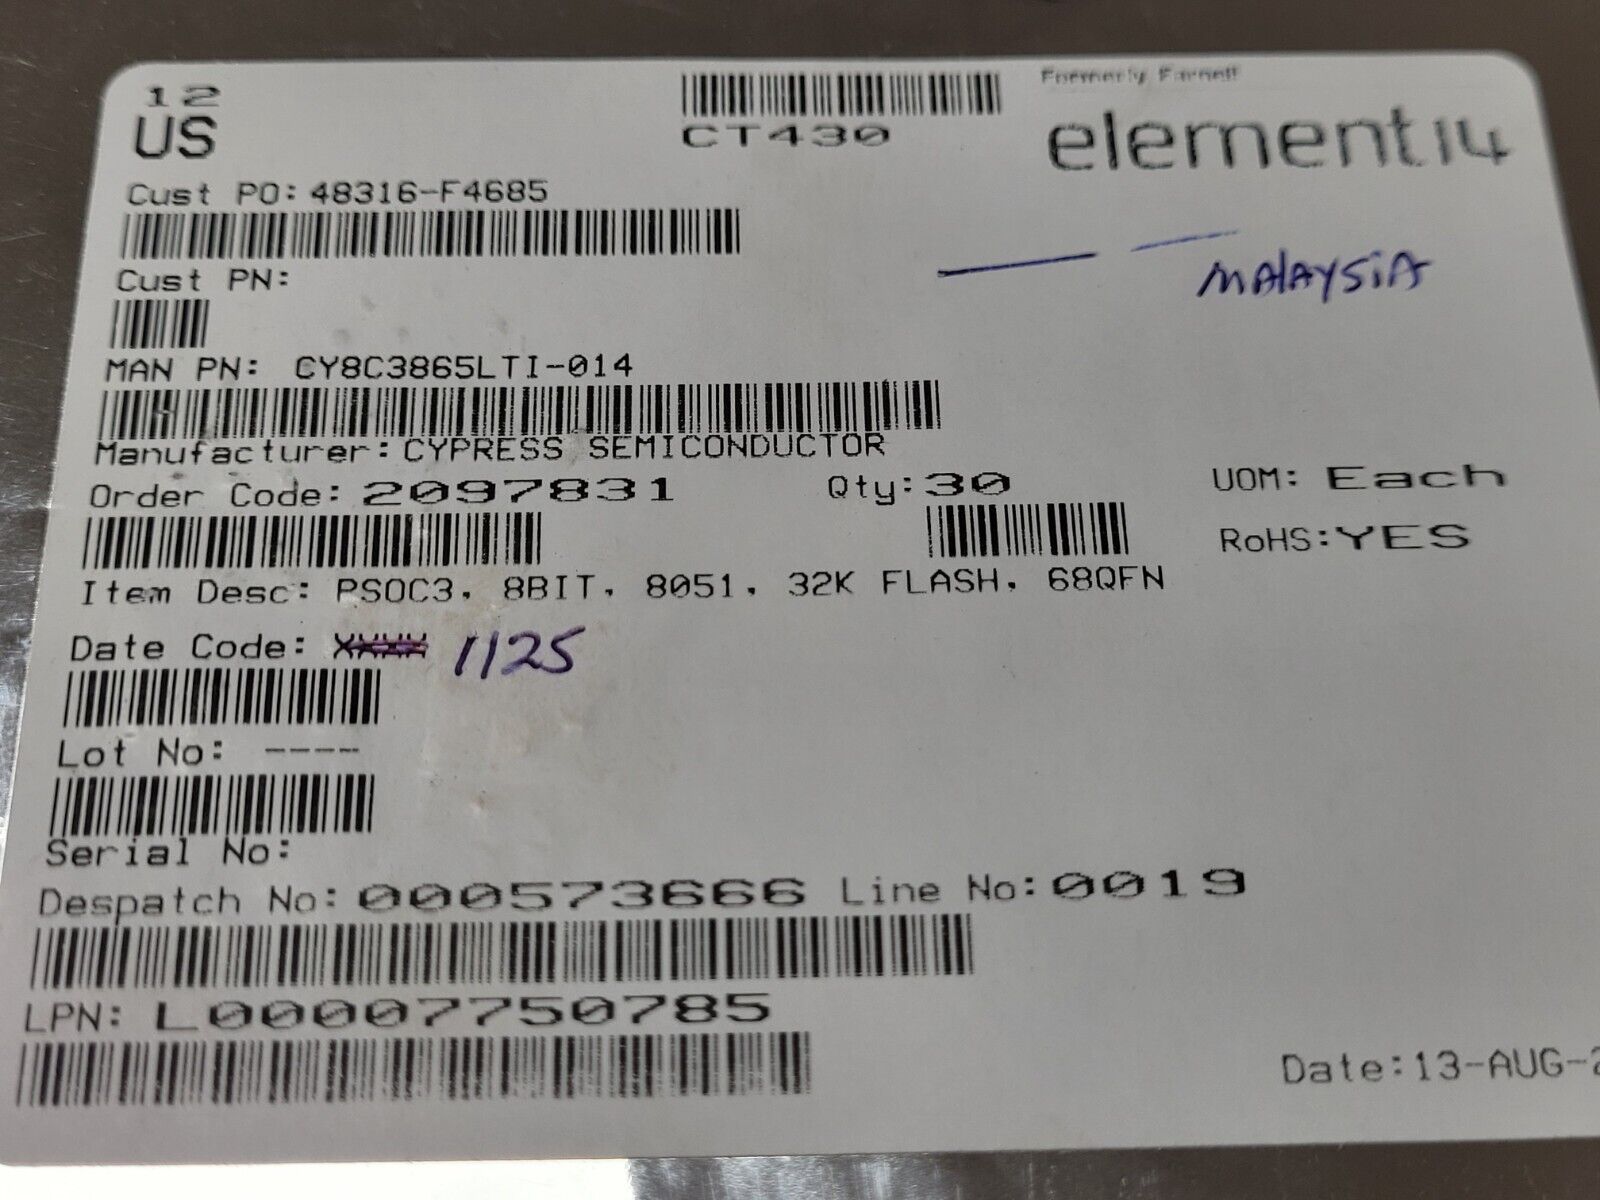 12
US
CT430
Formerly Farnell
element14
Cust PO: 48316-F4685
MALAYSIA
Cust PN:
MAN PN: CY8C3865LTI-014
Manufacturer: CYPRESS SEMICONDUCTOR
Order Code: 2097831 Qty: 30 UOM: Each
RoHS: YES
Item Desc: PSOC3, 8BIT, 8051, 32K FLASH, 68QFN
Date Code: XXXX 1125
Lot No: ----
Serial No:
Despatch No: 000573666 Line No: 0019
LPN: L00007750785
Date: 13-AUG-2